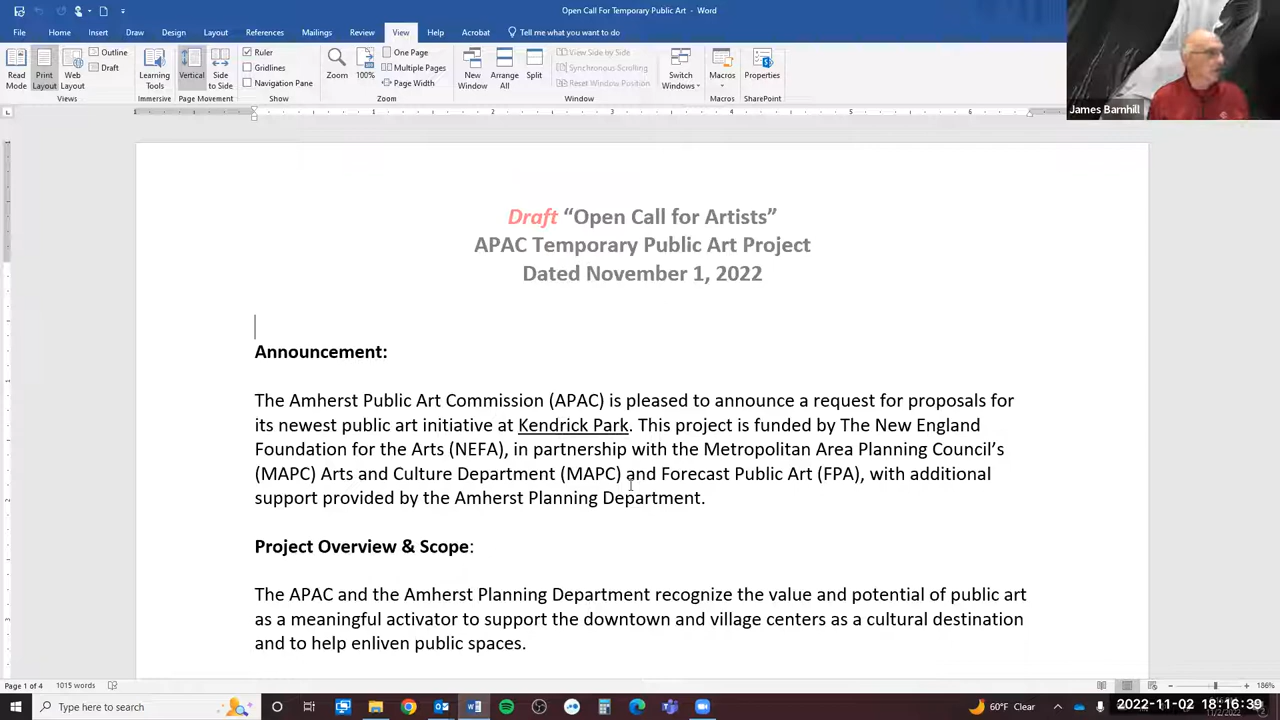 Open Call For Temporary Public Art - Word
File Home Insert Draw Design Layout References Mailings Review View Help Acrobat Tell me what you want to do
Read Mode
Print Layout
Web Layout
Outline
Draft
Views
Learning Tools
Immersive
Vertical
Side to Side
Page Movement
Ruler
Gridlines
Navigation Pane
Show
Zoom
100%
One Page
Multiple Pages
Page Width
Zoom
New Window
Arrange All
Split
View Side by Side
Synchronous Scrolling
Reset Window Position
Window
Switch Windows
Macros
Macros
Properties
SharePoint
James Barnhill
Draft “Open Call for Artists”
APAC Temporary Public Art Project
Dated November 1, 2022
Announcement:
The Amherst Public Art Commission (APAC) is pleased to announce a request for proposals for
its newest public art initiative at Kendrick Park. This project is funded by The New England
Foundation for the Arts (NEFA), in partnership with the Metropolitan Area Planning Council’s
(MAPC) Arts and Culture Department (MAPC) and Forecast Public Art (FPA), with additional
support provided by the Amherst Planning Department.
Project Overview & Scope:
The APAC and the Amherst Planning Department recognize the value and potential of public art
as a meaningful activator to support the downtown and village centers as a cultural destination
and to help enliven public spaces.
Page 1 of 4 1015 words 186%
Type here to search
60°F Clear
2022-11-02 18:16:39